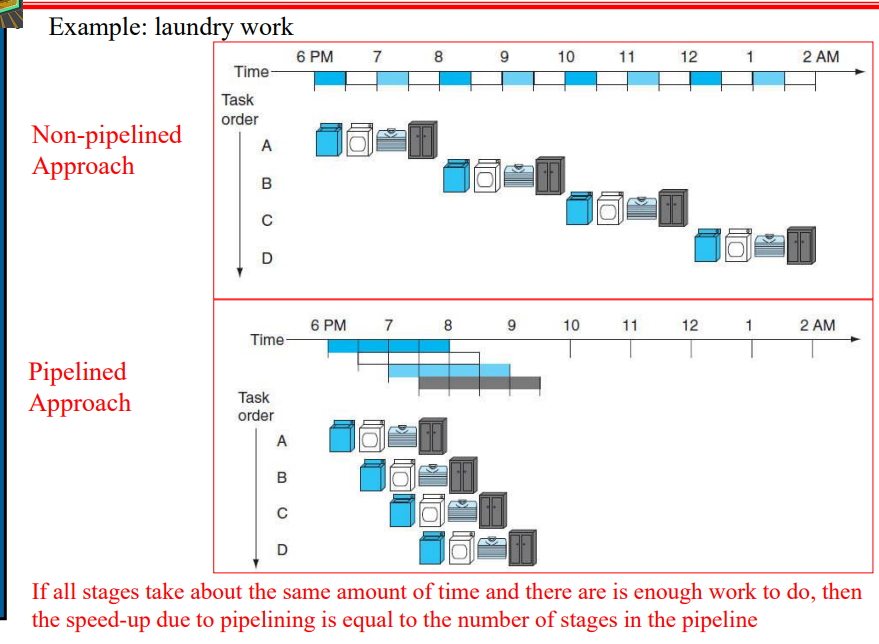 Example: laundry work
6 PM 7 8 9 10 11 12 1 2 AM
Time
Task
order
Non-pipelined
Approach
A
B
C
D
6 PM 7 8 9 10 11 12 1 2 AM
Time
Pipelined
Approach
Task
order
A
B
C
D
If all stages take about the same amount of time and there are is enough work to do, then
the speed-up due to pipelining is equal to the number of stages in the pipeline